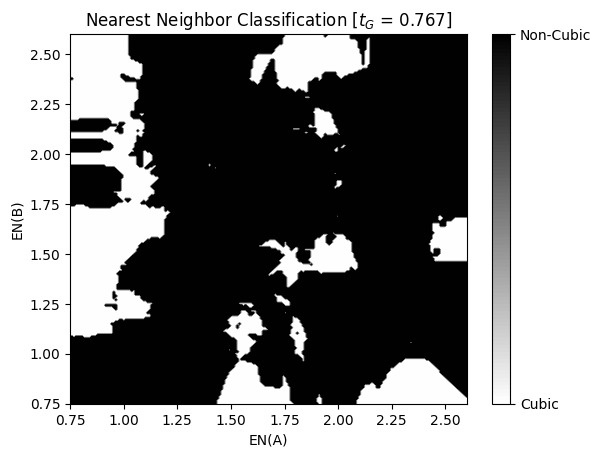 Nearest Neighbor Classification [t_G = 0.767]
Non-Cubic
2.50
2.25
2.00
1.75
1.50
1.25
1.00
0.75
EN(B)
Cubic
0.75 1.00 1.25 1.50 1.75 2.00 2.25 2.50
EN(A)